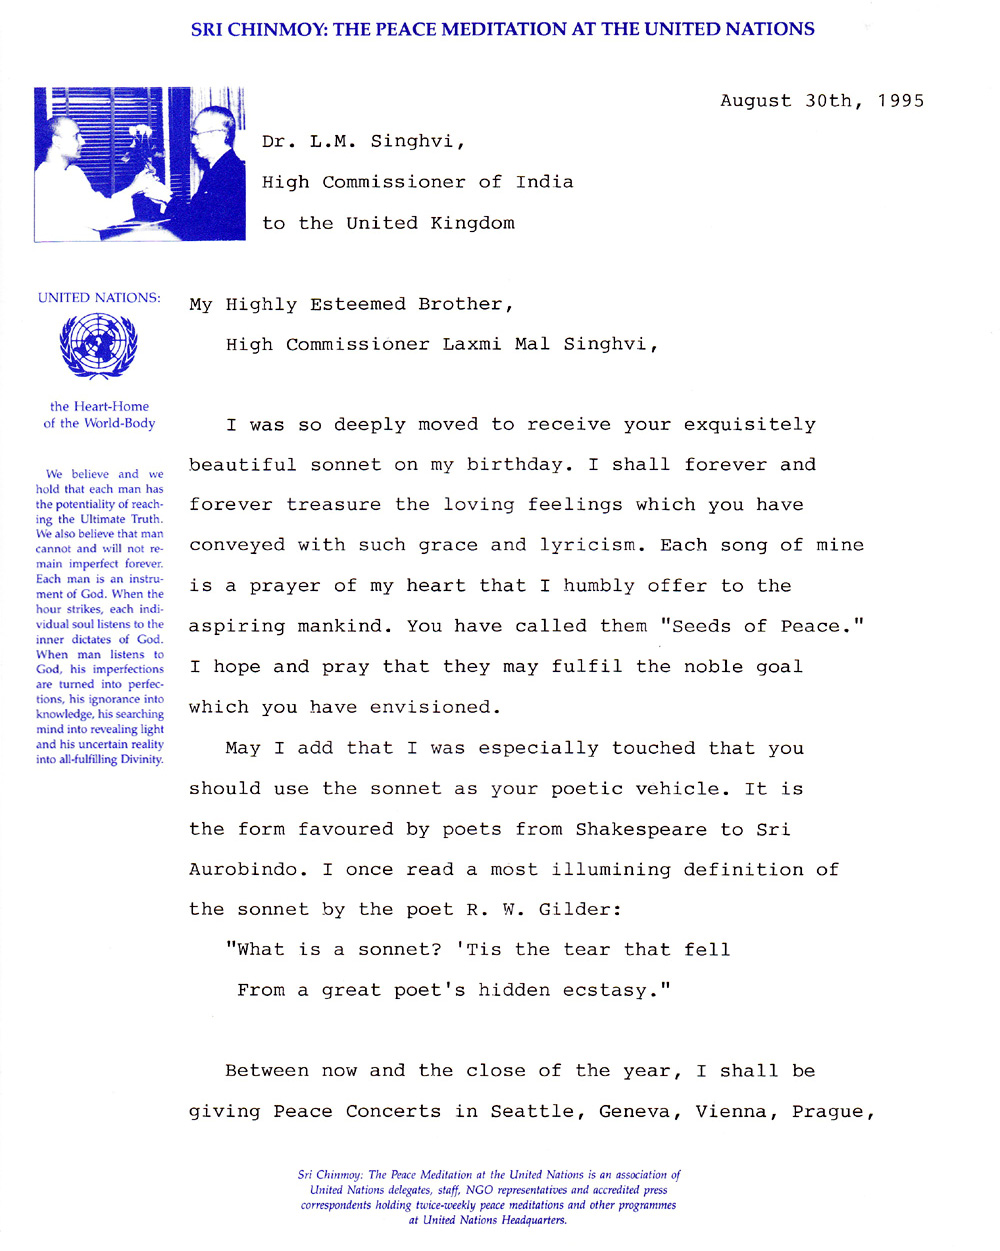 SRI CHINMOY: THE PEACE MEDITATION AT THE UNITED NATIONS
August 30th, 1995
Dr. L.M. Singhvi,
High Commissioner of India
to the United Kingdom
UNITED NATIONS:
the Heart-Home
of the World-Body
We believe and we
hold that each man has
the potentiality of reach-
ing the Ultimate Truth.
We also believe that man
cannot and will not re-
main imperfect forever.
Each man is an instru-
ment of God. When the
hour strikes, each indi-
vidual soul listens to the
inner dictates of God.
When man listens to
God, his imperfections
are turned into perfec-
tions, his ignorance into
knowledge, his searching
mind into revealing light
and his uncertain reality
into all-fulfilling Divinity.
My Highly Esteemed Brother,
High Commissioner Laxmi Mal Singhvi,
I was so deeply moved to receive your exquisitely
beautiful sonnet on my birthday. I shall forever and
forever treasure the loving feelings which you have
conveyed with such grace and lyricism. Each song of mine
is a prayer of my heart that I humbly offer to the
aspiring mankind. You have called them "Seeds of Peace."
I hope and pray that they may fulfil the noble goal
which you have envisioned.
May I add that I was especially touched that you
should use the sonnet as your poetic vehicle. It is
the form favoured by poets from Shakespeare to Sri
Aurobindo. I once read a most illumining definition of
the sonnet by the poet R. W. Gilder:
"What is a sonnet? 'Tis the tear that fell
From a great poet's hidden ecstasy."
Between now and the close of the year, I shall be
giving Peace Concerts in Seattle, Geneva, Vienna, Prague,
Sri Chinmoy: The Peace Meditation at the United Nations is an association of
United Nations delegates, staff, NGO representatives and accredited press
correspondents holding twice-weekly peace meditations and other programmes
at United Nations Headquarters.